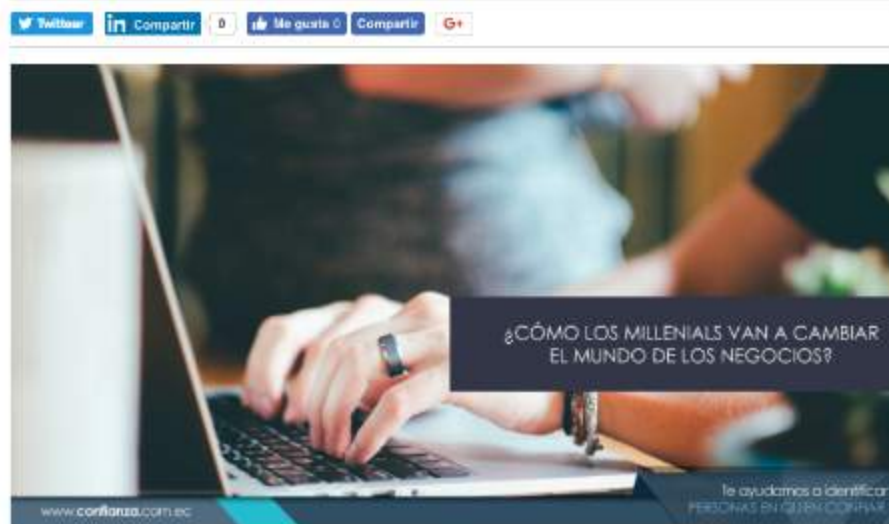 Twittear
in Compartir 0
Me gusta 0
Compartir
G+
¿CÓMO LOS MILLENIALS VAN A CAMBIAR
EL MUNDO DE LOS NEGOCIOS?
Te ayudamos a identificar
PERSONAS EN QUIEN CONFIAR
www.confianza.com.ec